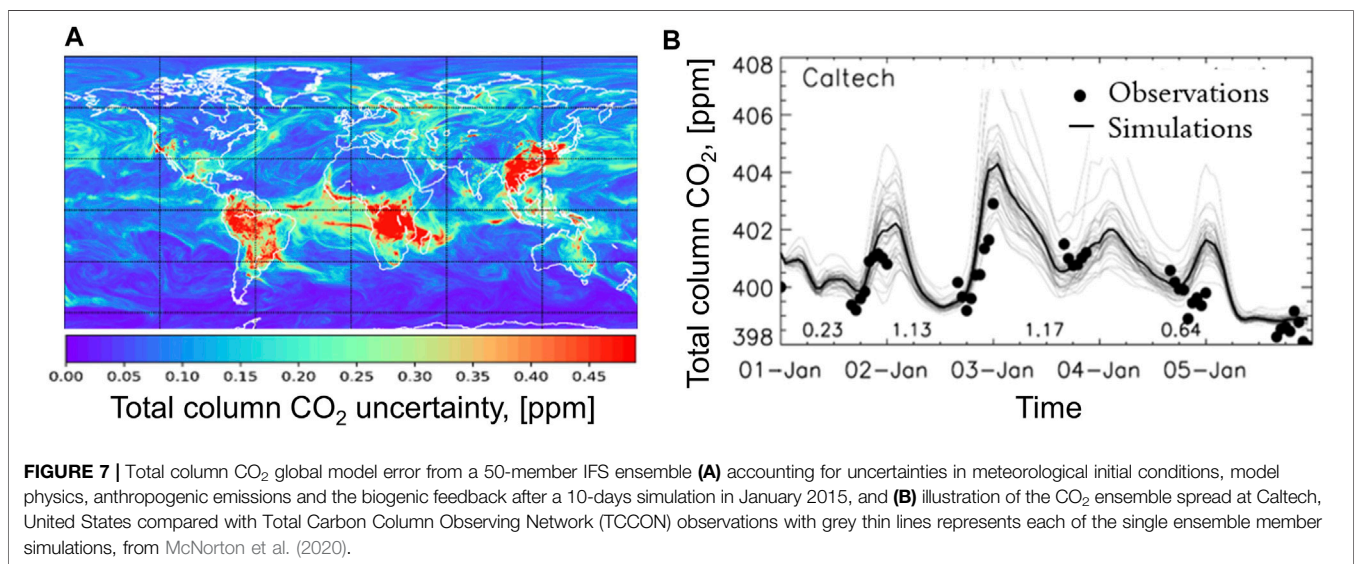 A
0.00 0.05 0.10 0.15 0.20 0.25 0.30 0.35 0.40 0.45
Total column CO₂ uncertainty, [ppm]
B
Total column CO₂, [ppm]
408
406
404
402
400
398
Caltech
Observations
Simulations
0.23 1.13 1.17 0.64
01-Jan 02-Jan 03-Jan 04-Jan 05-Jan
Time
FIGURE 7 | Total column CO₂ global model error from a 50-member IFS ensemble (A) accounting for uncertainties in meteorological initial conditions, model
physics, anthropogenic emissions and the biogenic feedback after a 10-days simulation in January 2015, and (B) illustration of the CO₂ ensemble spread at Caltech,
United States compared with Total Carbon Column Observing Network (TCCON) observations with grey thin lines represents each of the single ensemble member
simulations, from McNorton et al. (2020).